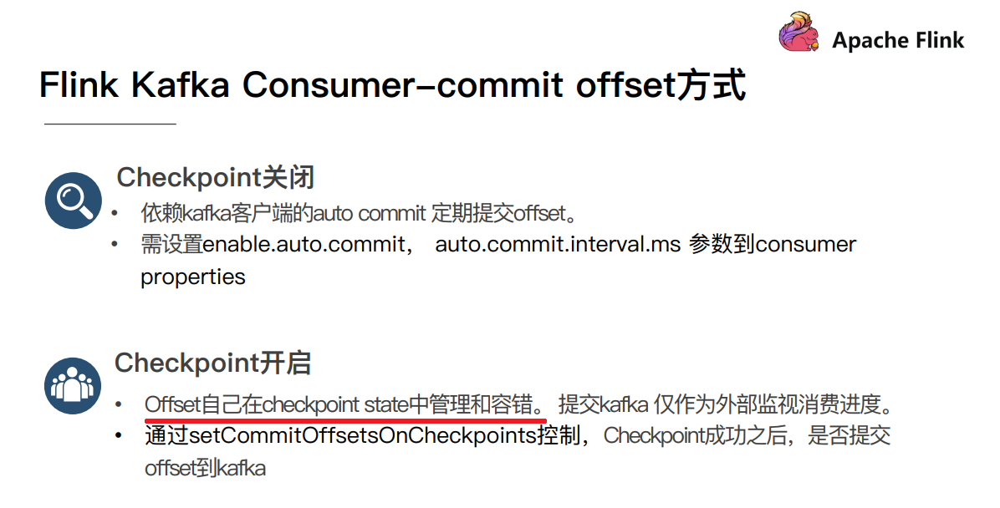 Apache Flink
Flink Kafka Consumer–commit offset方式
Checkpoint关闭
• 依赖kafka客户端的auto commit 定期提交offset。
• 需设置enable.auto.commit， auto.commit.interval.ms 参数到consumer
properties
Checkpoint开启
• Offset自己在checkpoint state中管理和容错。 提交kafka 仅作为外部监视消费进度。
• 通过setCommitOffsetsOnCheckpoints控制，Checkpoint成功之后，是否提交
offset到kafka